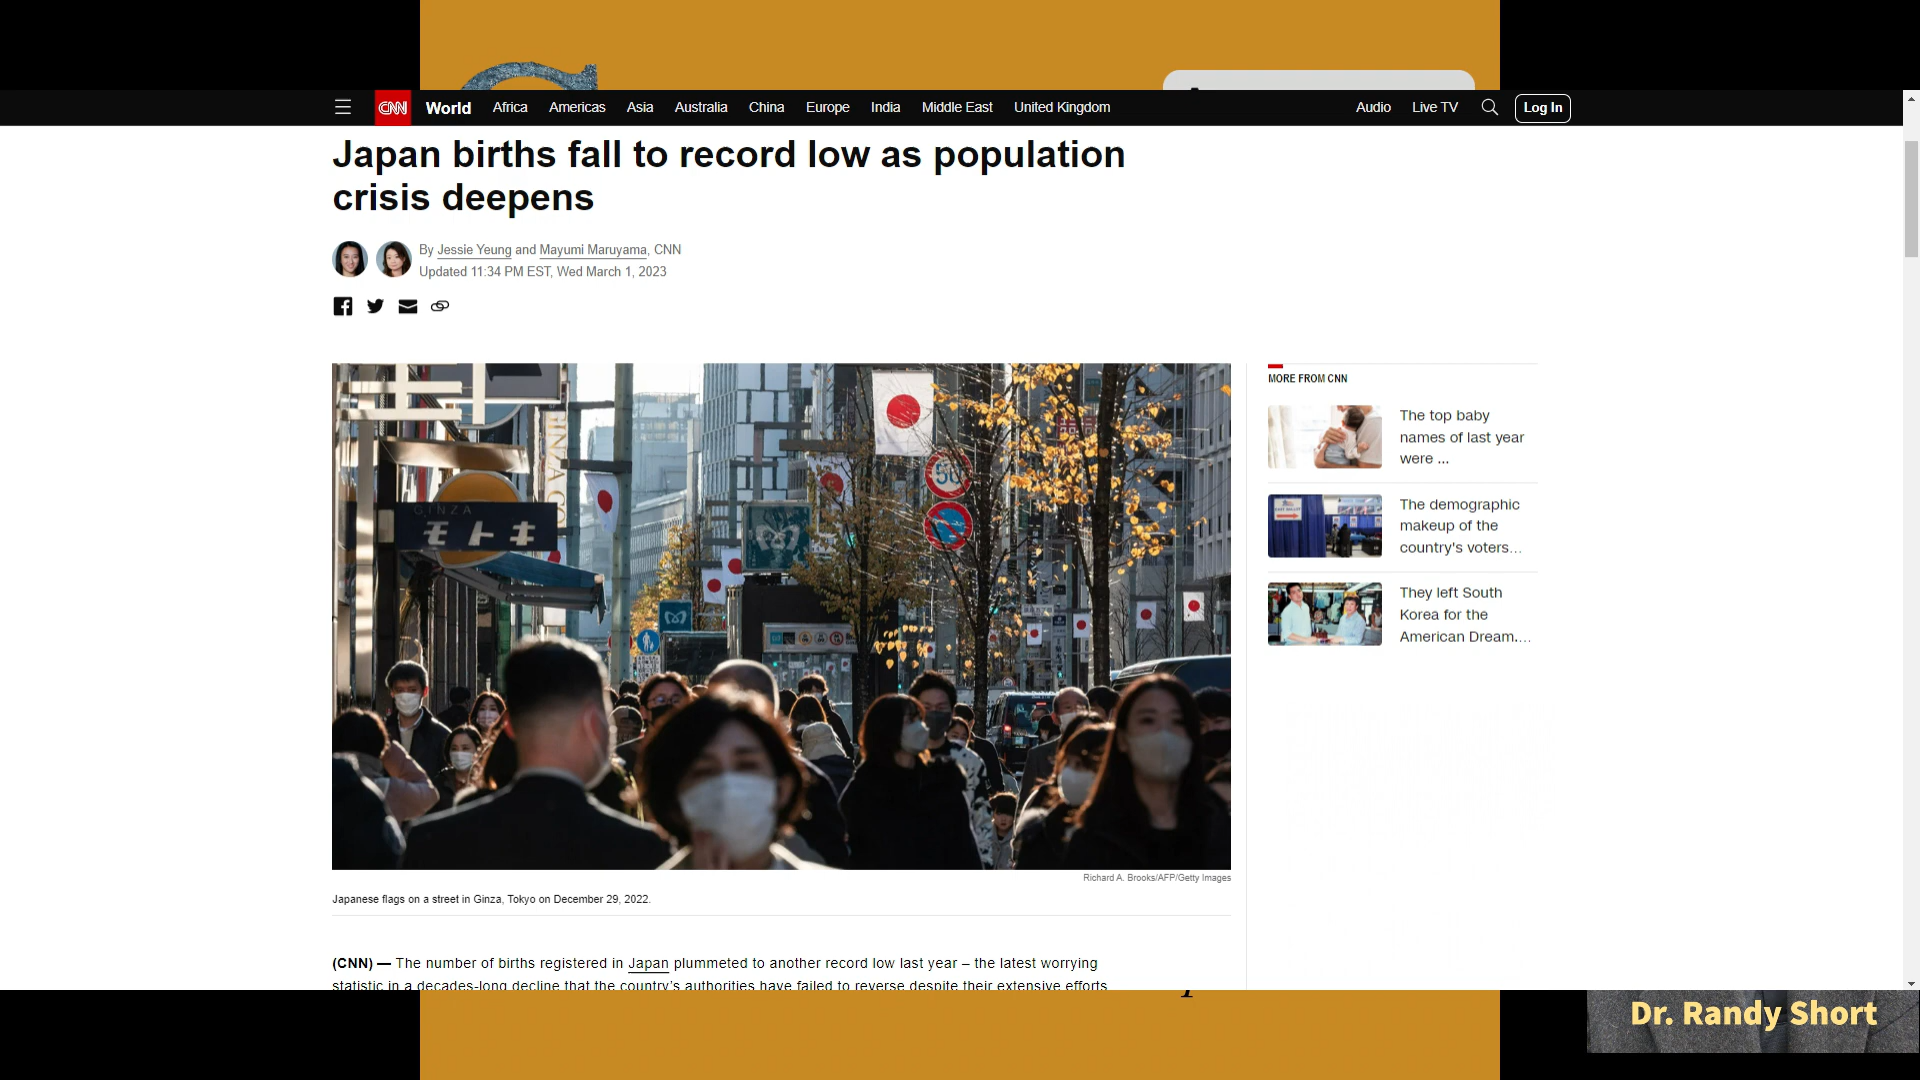 CNN World Africa Americas Asia Australia China Europe India Middle East United Kingdom Audio Live TV Log In
Japan births fall to record low as population
crisis deepens
By Jessie Yeung and Mayumi Maruyama, CNN
Updated 11:34 PM EST, Wed March 1, 2023
GINZA
モトキ
50
Richard A. Brooks/AFP/Getty Images
Japanese flags on a street in Ginza, Tokyo on December 29, 2022.
(CNN) — The number of births registered in Japan plummeted to another record low last year – the latest worrying
statistic in a decades-long decline that the country's authorities have failed to reverse despite their extensive efforts
MORE FROM CNN
The top baby
names of last year
were ...
The demographic
makeup of the
country's voters...
They left South
Korea for the
American Dream....
Dr. Randy Short